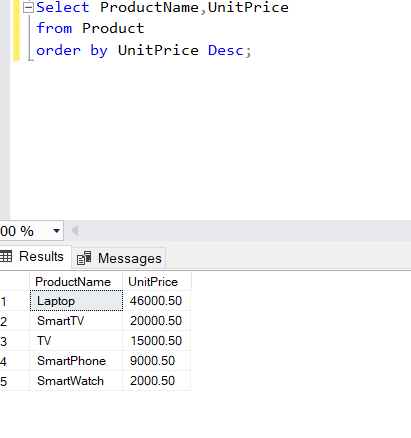 Select ProductName,UnitPrice
from Product
order by UnitPrice Desc;
00 %
Results Messages
ProductName UnitPrice
1 Laptop 46000.50
2 SmartTV 20000.50
3 TV 15000.50
4 SmartPhone 9000.50
5 SmartWatch 2000.50